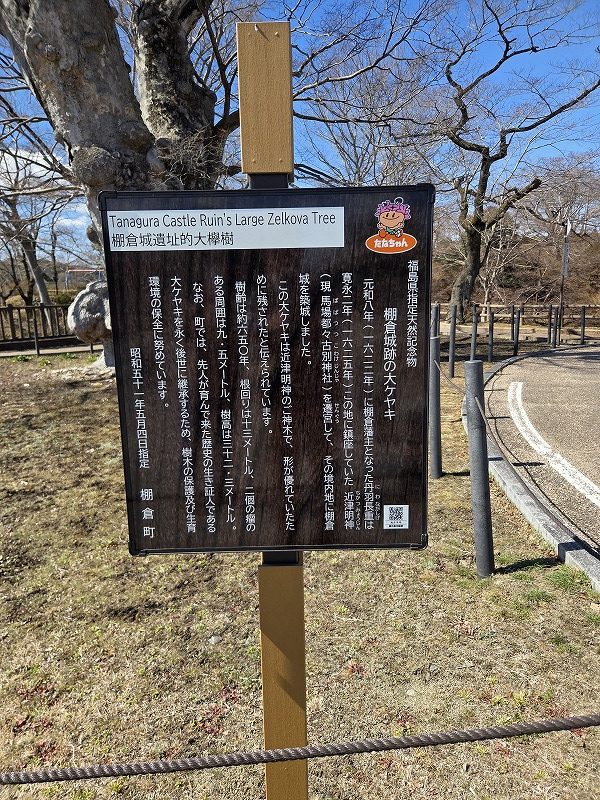 Tanagura Castle Ruin's Large Zelkova Tree
棚倉城遺址的大櫸樹
たなちゃん
福島県指定天然記念物
棚倉城跡の大ケヤキ
元和八年(一六二二年)に棚倉藩主となった丹羽長重は
寛永二年(一六二五年)この地に鎮座していた 近津明神
(現 馬場都々古別神社)を遷宮して、その境内地に棚倉
城を築城しました。
この大ケヤキは近津明神のご神木で、形が優れていたた
めに残されたと伝えられています。
樹齢は約六五〇年、根回りは十三メートル、二個の瘤の
ある周囲は九・五メートル、樹高は三十二・三メートル。
なお、町では、先人が育んで来た歴史の生き証人である
大ケヤキを永く後世に継承するため、樹木の保護及び生育
環境の保全に努めています。
昭和五十一年五月四日指定 棚倉町